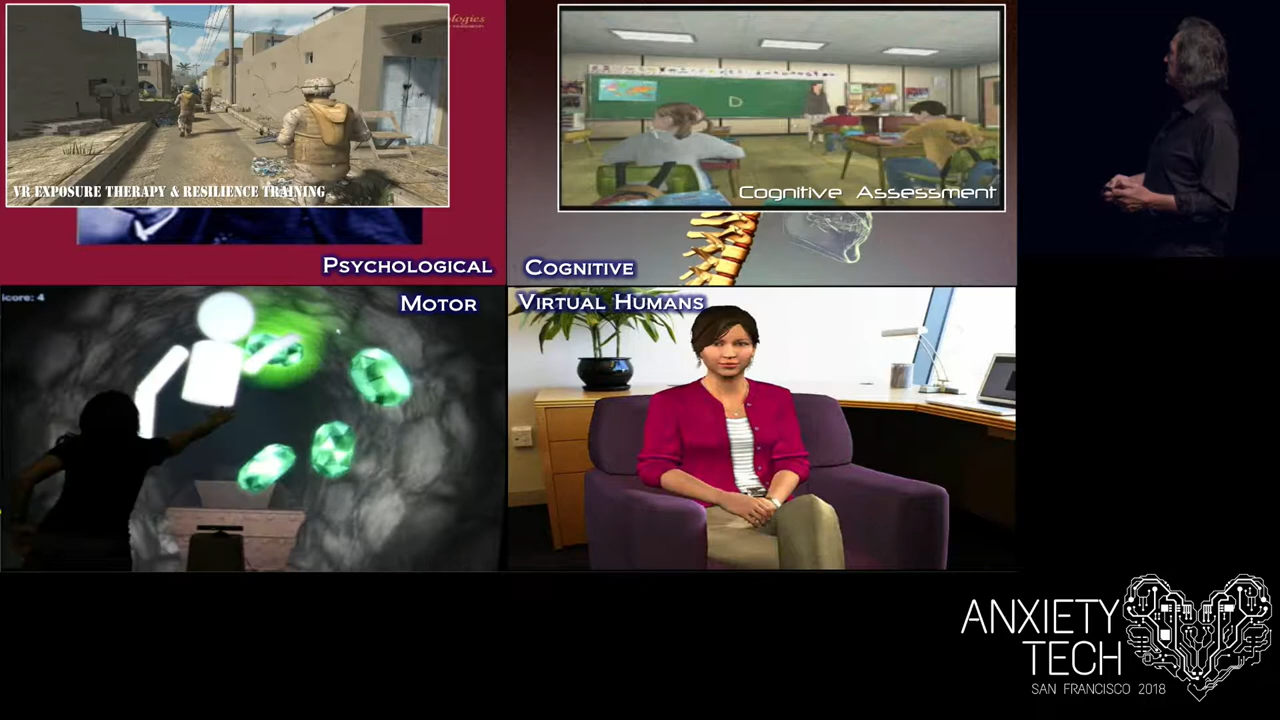 VR EXPOSURE THERAPY & RESILIENCE TRAINING
D
Cognitive Assessment
PSYCHOLOGICAL
COGNITIVE
MOTOR
VIRTUAL HUMANS
ANXIETY
TECH
SAN FRANCISCO 2018